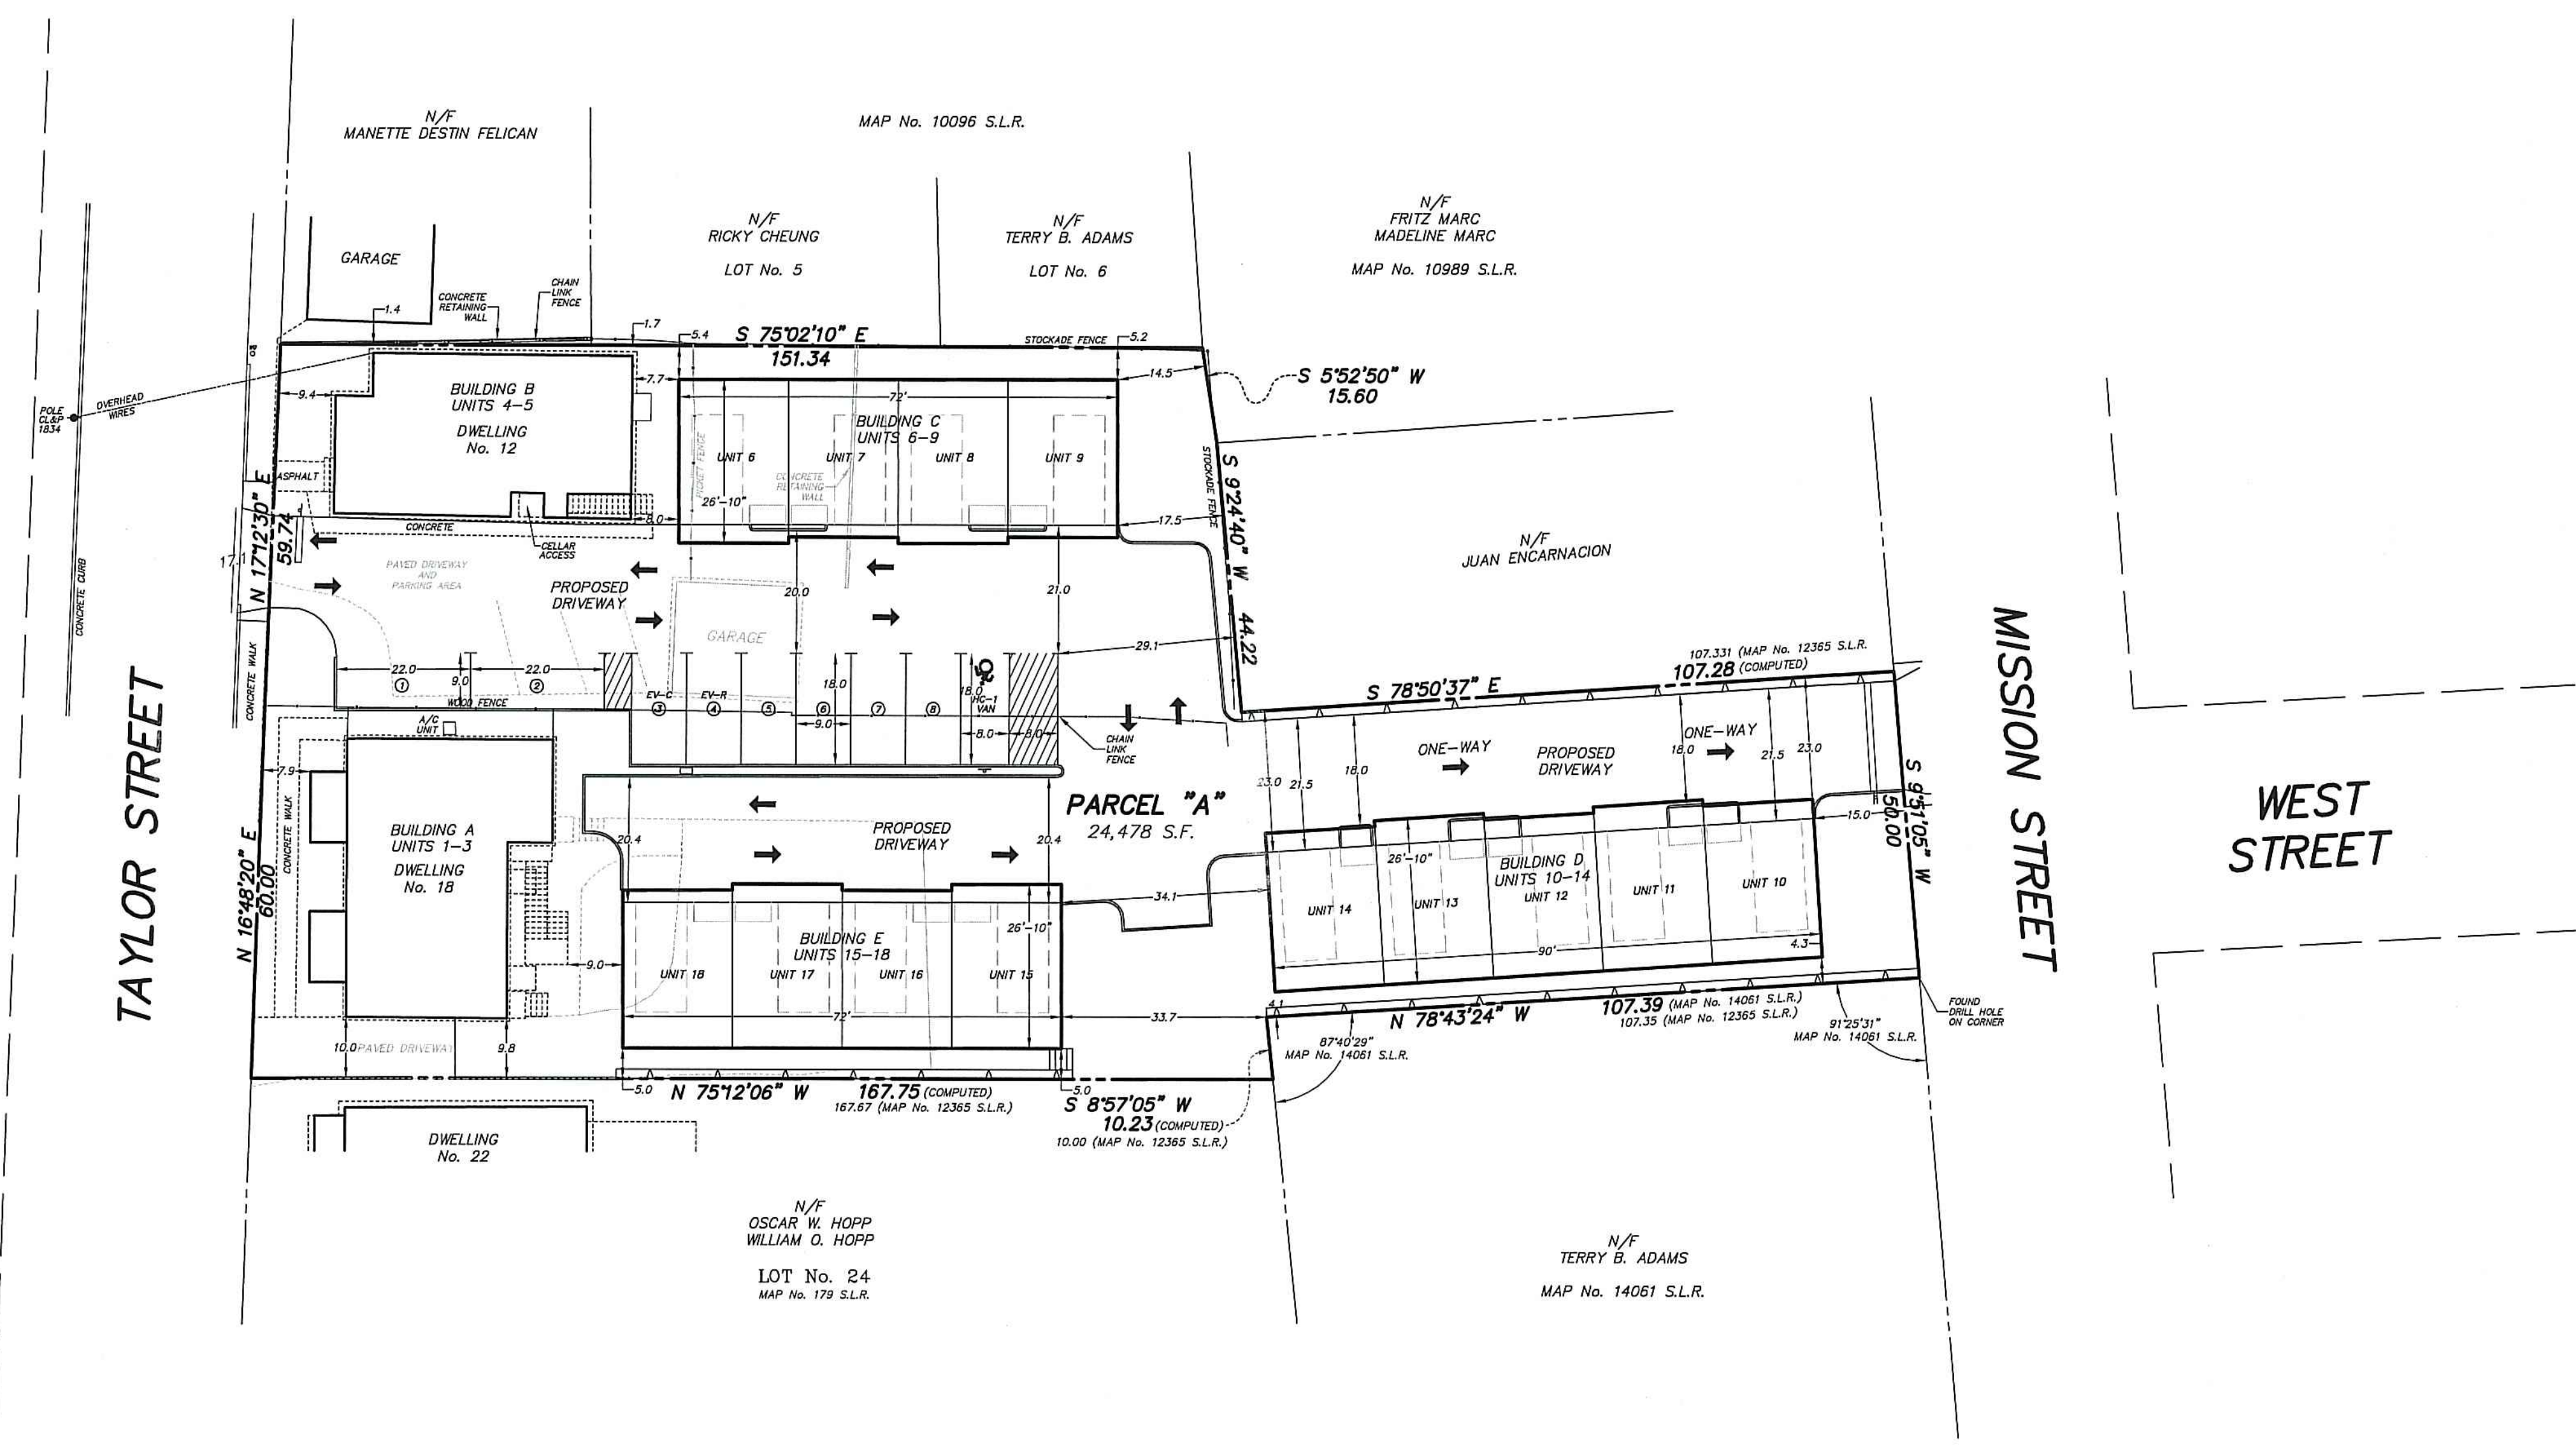 N/F
MANETTE DESTIN FELICAN
MAP No. 10096 S.L.R.
N/F
RICKY CHEUNG
LOT No. 5
N/F
TERRY B. ADAMS
LOT No. 6
N/F
FRITZ MARC
MADELINE MARC
MAP No. 10989 S.L.R.
GARAGE
CONCRETE
RETAINING
WALL
CHAIN
LINK
FENCE
1.4
1.7
5.4
S 75°02'10" E
151.34
STOCKADE FENCE
5.2
14.5
S 5°52'50" W
15.60
POLE
CL&P
1834
OVERHEAD
WIRES
9.4
BUILDING B
UNITS 4-5
DWELLING
No. 12
7.7
72'
BUILDING C
UNITS 6-9
UNIT 6
UNIT 7
UNIT 8
UNIT 9
PICKET FENCE
CONCRETE
RETAINING
WALL
26'-10"
STOCKADE FENCE
S 9°24'40" W
44.22
ASPHALT
CONCRETE
8.0
17.5
CELLAR
ACCESS
N 17°12'30" E
59.74
17.1
CONCRETE CURB
CONCRETE WALK
PAVED DRIVEWAY
AND
PARKING AREA
PROPOSED
DRIVEWAY
GARAGE
20.0
21.0
29.1
N/F
JUAN ENCARNACION
22.0
9.0
22.0
1
2
WOOD FENCE
EV-C
3
EV-R
4
5
18.0
6
9.0
7
8
18.0
HC-1
VAN
8.0
8.0
CHAIN
LINK
FENCE
107.331 (MAP No. 12365 S.L.R.
S 78°50'37" E
107.28 (COMPUTED)
ONE-WAY
PROPOSED
DRIVEWAY
ONE-WAY
23.0
21.5
18.0
18.0
21.5
23.0
15.0
S 9°51'05" W
50.00
MISSION STREET
WEST
STREET
TAYLOR STREET
A/C
UNIT
7.9
CONCRETE WALK
N 16°48'20" E
60.00
BUILDING A
UNITS 1-3
DWELLING
No. 18
20.4
PROPOSED
DRIVEWAY
20.4
PARCEL "A"
24,478 S.F.
34.1
9.0
BUILDING E
UNITS 15-18
26'-10"
UNIT 18
UNIT 17
UNIT 16
UNIT 15
72'
33.7
26'-10"
BUILDING D
UNITS 10-14
UNIT 14
UNIT 13
UNIT 12
UNIT 11
UNIT 10
90'
4.3
4.1
10.0
PAVED DRIVEWAY
9.8
5.0
N 75°12'06" W
167.75 (COMPUTED)
167.67 (MAP No. 12365 S.L.R.)
5.0
S 8°57'05" W
10.23 (COMPUTED)
10.00 (MAP No. 12365 S.L.R.)
N 78°43'24" W
107.39 (MAP No. 14061 S.L.R.)
107.35 (MAP No. 12365 S.L.R.)
87°40'29"
MAP No. 14061 S.L.R.
91°25'31"
MAP No. 14061 S.L.R.
FOUND
DRILL HOLE
ON CORNER
DWELLING
No. 22
N/F
OSCAR W. HOPP
WILLIAM O. HOPP
LOT No. 24
MAP No. 179 S.L.R.
N/F
TERRY B. ADAMS
MAP No. 14061 S.L.R.